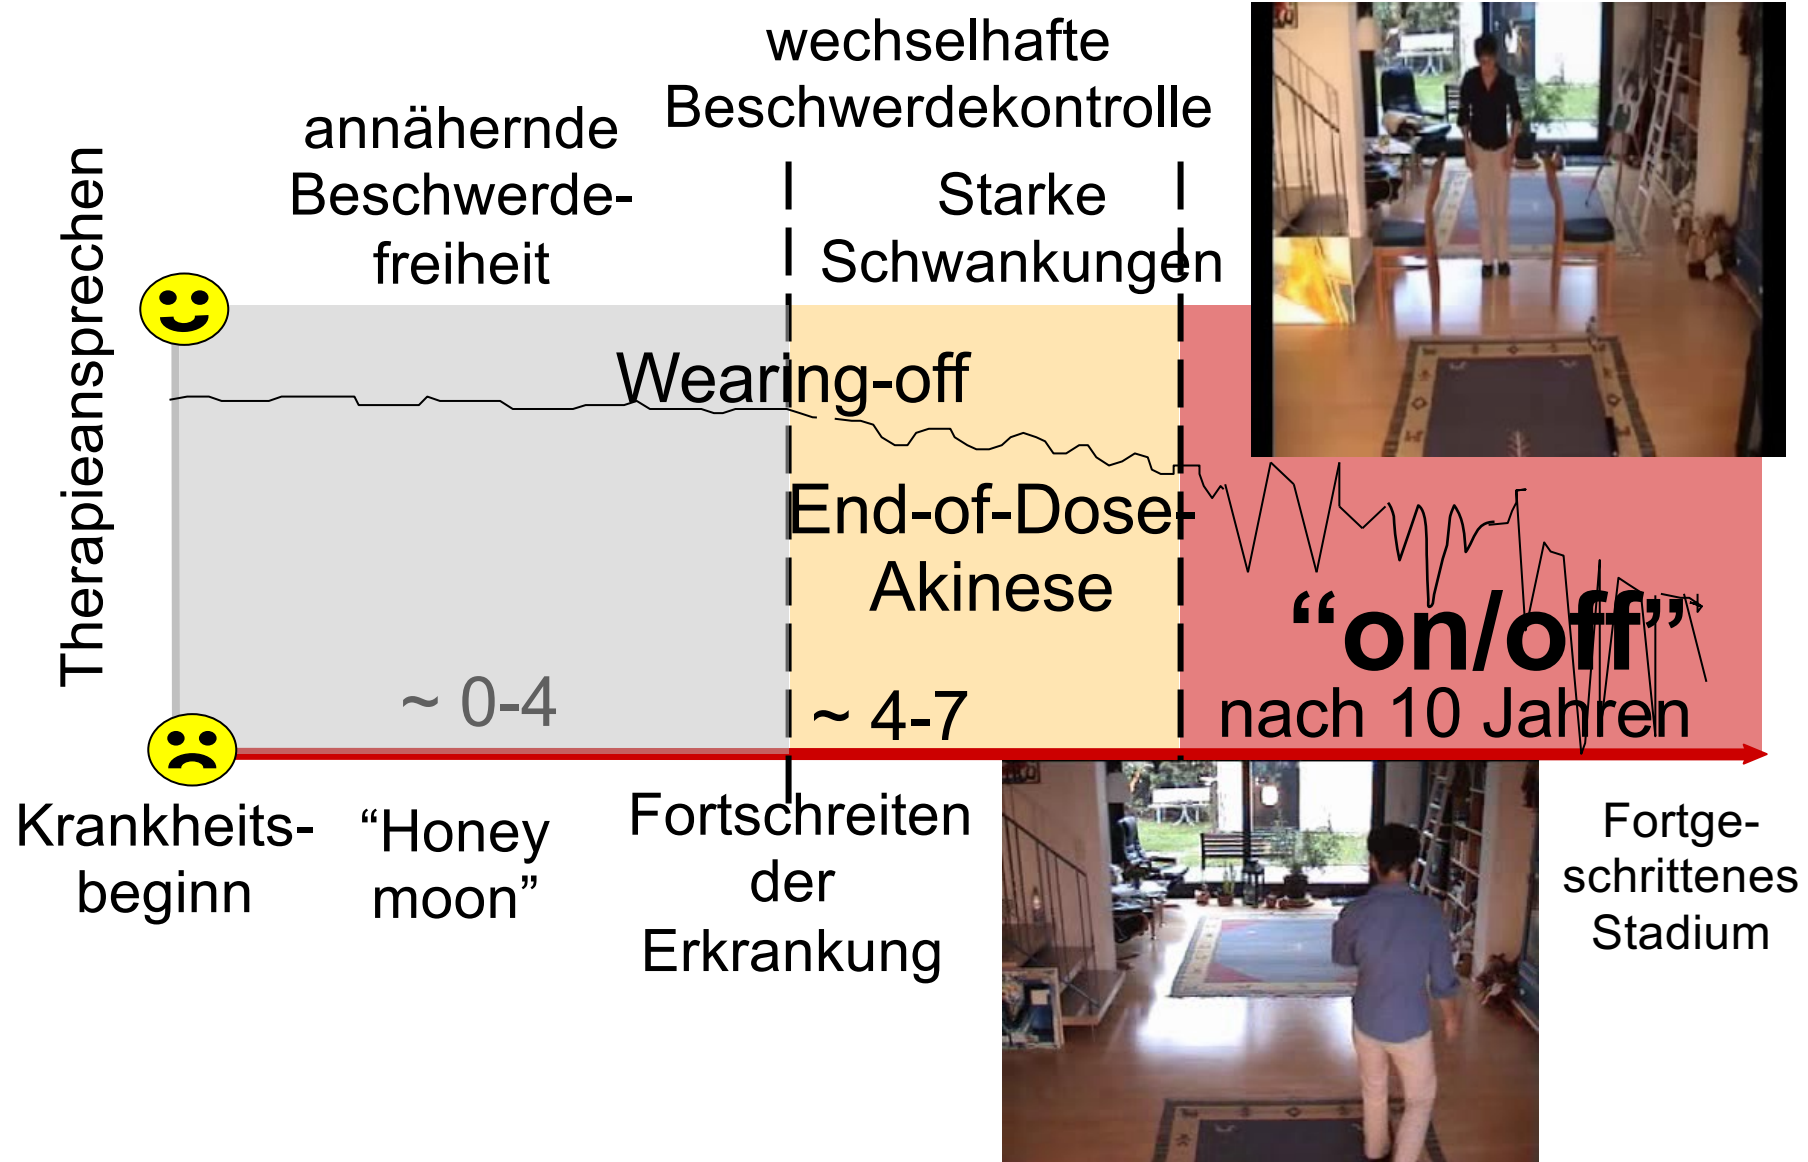 wechselhafte
Beschwerdekontrolle
annähernde
Beschwerde-
freiheit
Starke
Schwankungen
Therapieansprechen
Wearing-off
End-of-Dose-
Akinese
“on/off”
~ 0-4
~ 4-7
nach 10 Jahren
Krankheits-
beginn
“Honey
moon”
Fortschreiten
der
Erkrankung
Fortge-
schrittenes
Stadium